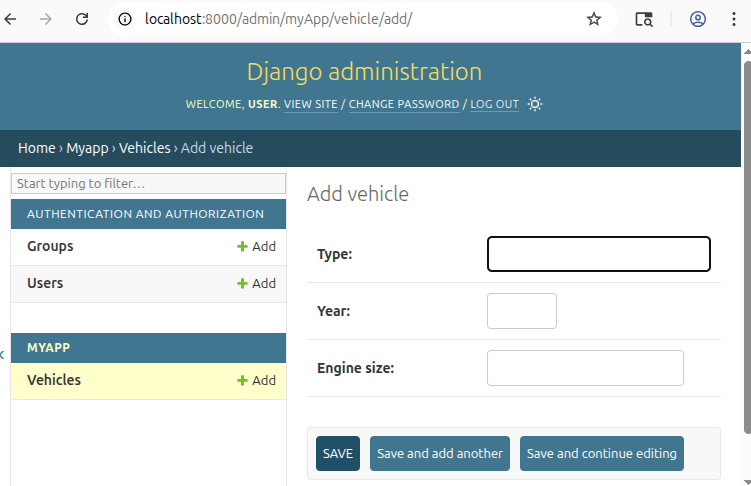 localhost:8000/admin/myApp/vehicle/add/
Django administration
WELCOME, USER. VIEW SITE / CHANGE PASSWORD / LOG OUT
Home › Myapp › Vehicles › Add vehicle
Start typing to filter…
AUTHENTICATION AND AUTHORIZATION
Groups + Add
Users + Add
MYAPP
Vehicles + Add
Add vehicle
Type:
Year:
Engine size:
SAVE Save and add another Save and continue editing